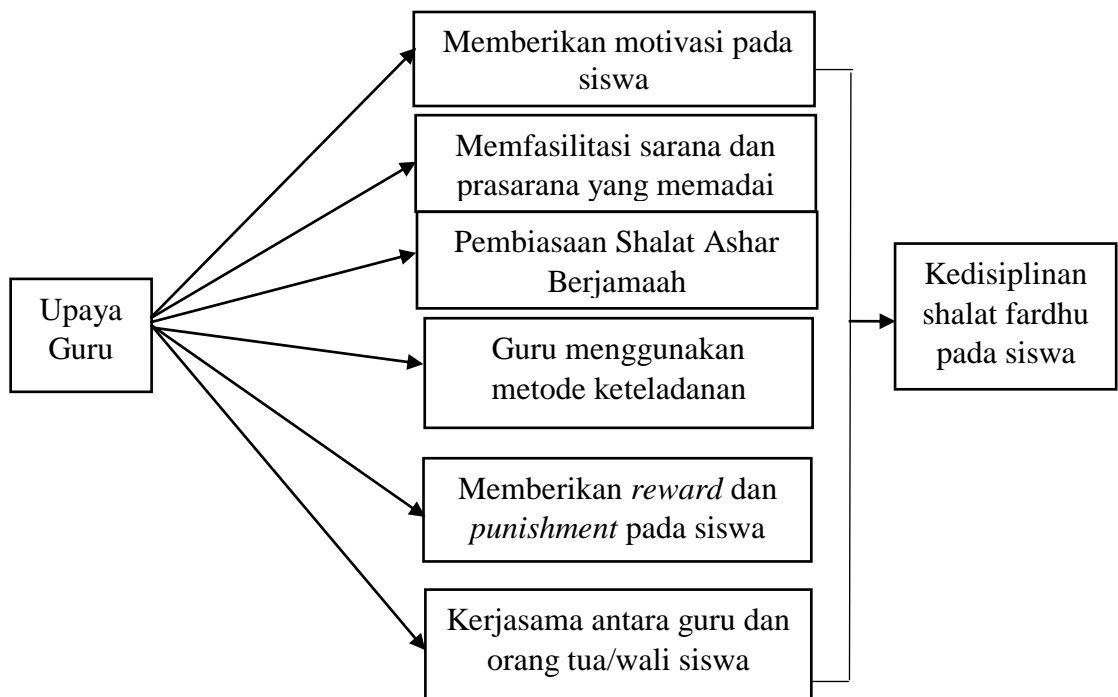 Upaya
Guru
Memberikan motivasi pada
siswa
Memfasilitasi sarana dan
prasarana yang memadai
Pembiasaan Shalat Ashar
Berjamaah
Guru menggunakan
metode keteladanan
Memberikan reward dan
punishment pada siswa
Kerjasama antara guru dan
orang tua/wali siswa
Kedisiplinan
shalat fardhu
pada siswa